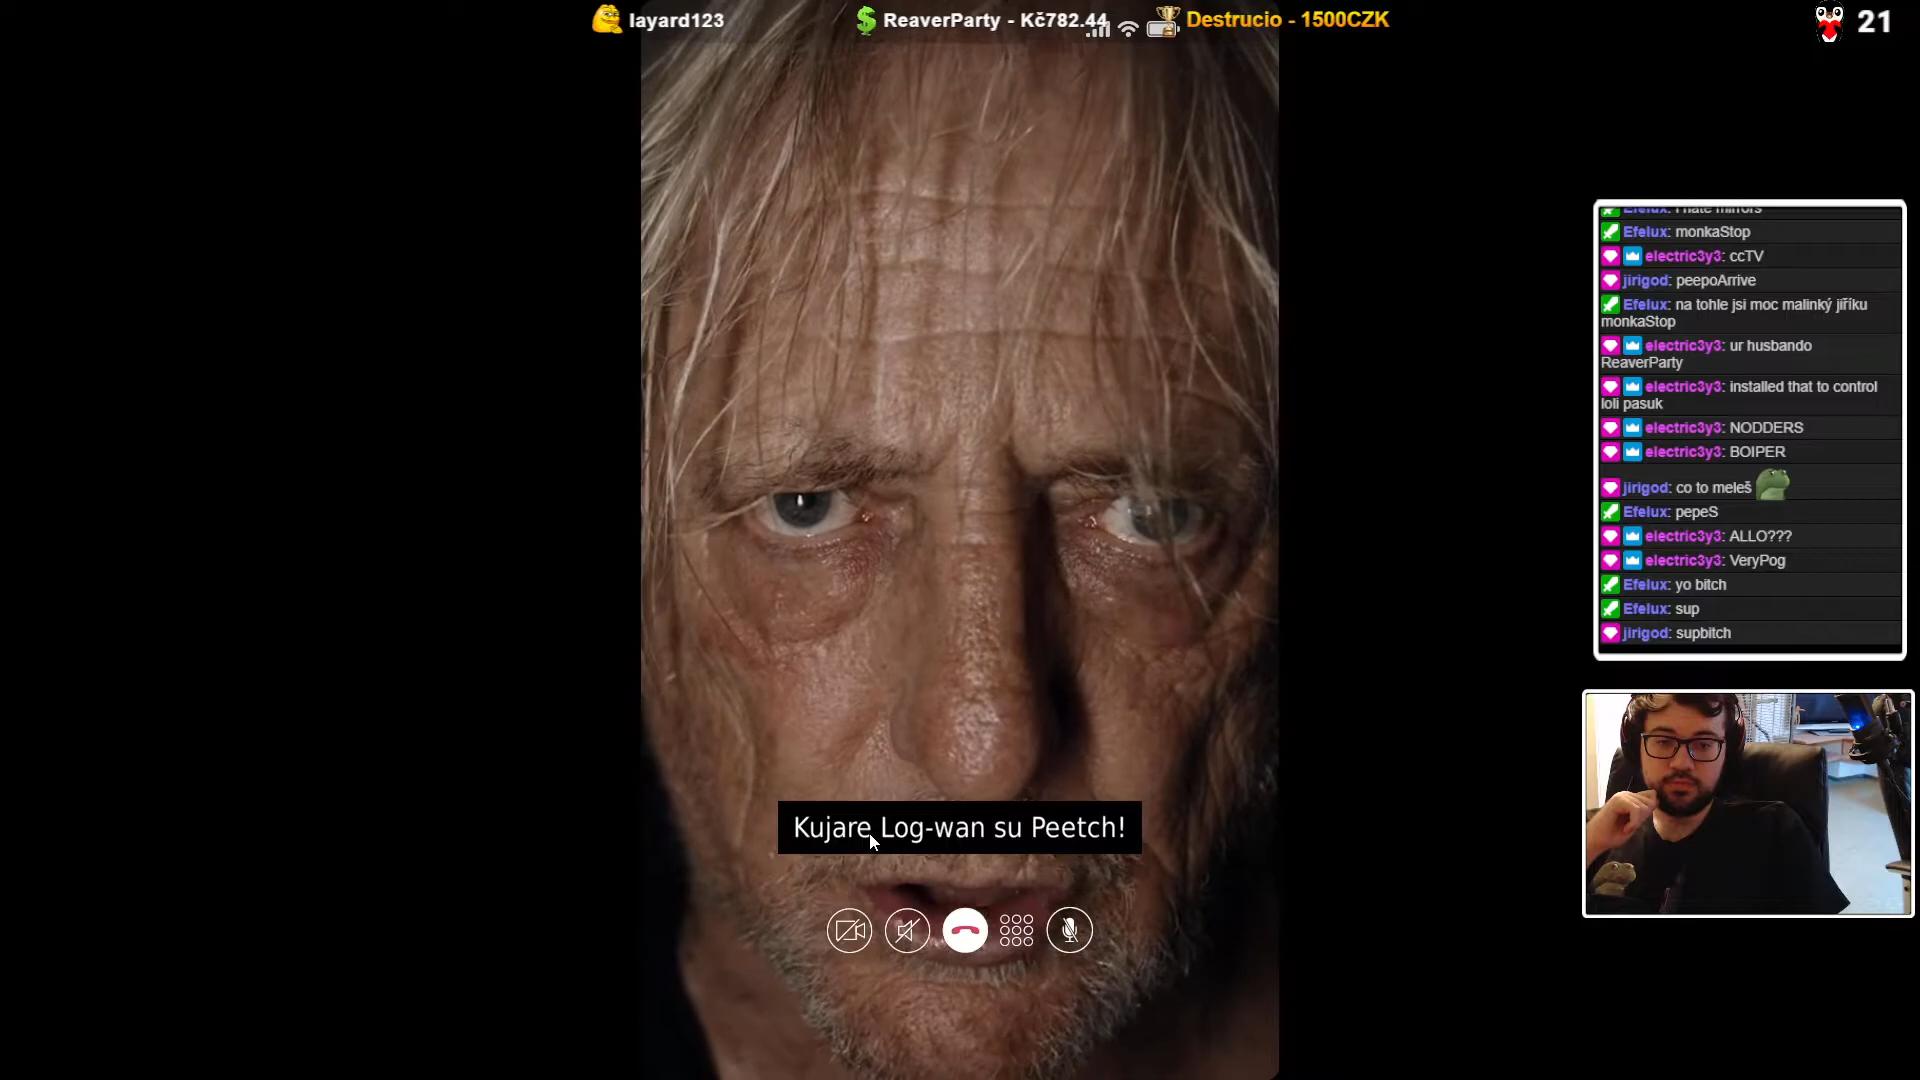 layard123
ReaverParty - Kč782.44
Destrucio - 1500CZK
21
Efelux: I hate mirrors
Efelux: monkaStop
electric3y3: ccTV
jirigod: peepoArrive
Efelux: na tohle jsi moc malinký jiříku
monkaStop
electric3y3: ur husbando
ReaverParty
electric3y3: installed that to control
loli pasuk
electric3y3: NODDERS
electric3y3: BOIPER
jirigod: co to meleš
Efelux: pepeS
electric3y3: ALLO???
electric3y3: VeryPog
Efelux: yo bitch
Efelux: sup
jirigod: supbitch
Kujare Log-wan su Peetch!